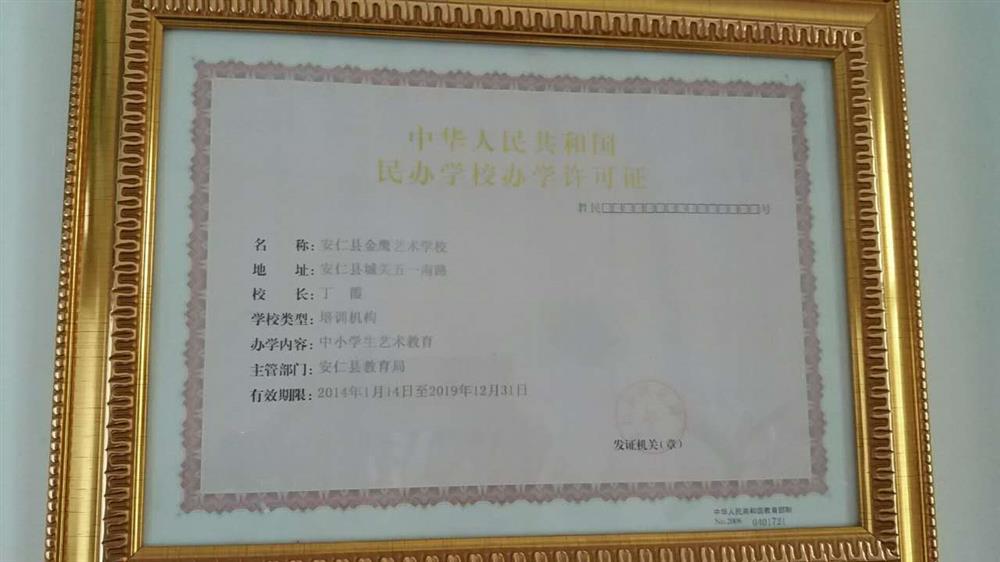 中华人民共和国
民办学校办学许可证
教民 号
名 称：安仁县金鹰艺术学校
地 址：安仁县城关五一南路
校 长：丁 霞
学校类型：培训机构
办学内容：中小学生艺术教育
主管部门：安仁县教育局
有效期限：2014年1月14日至2019年12月31日
发证机关（章）
中华人民共和国教育部制
No.2008 0401721